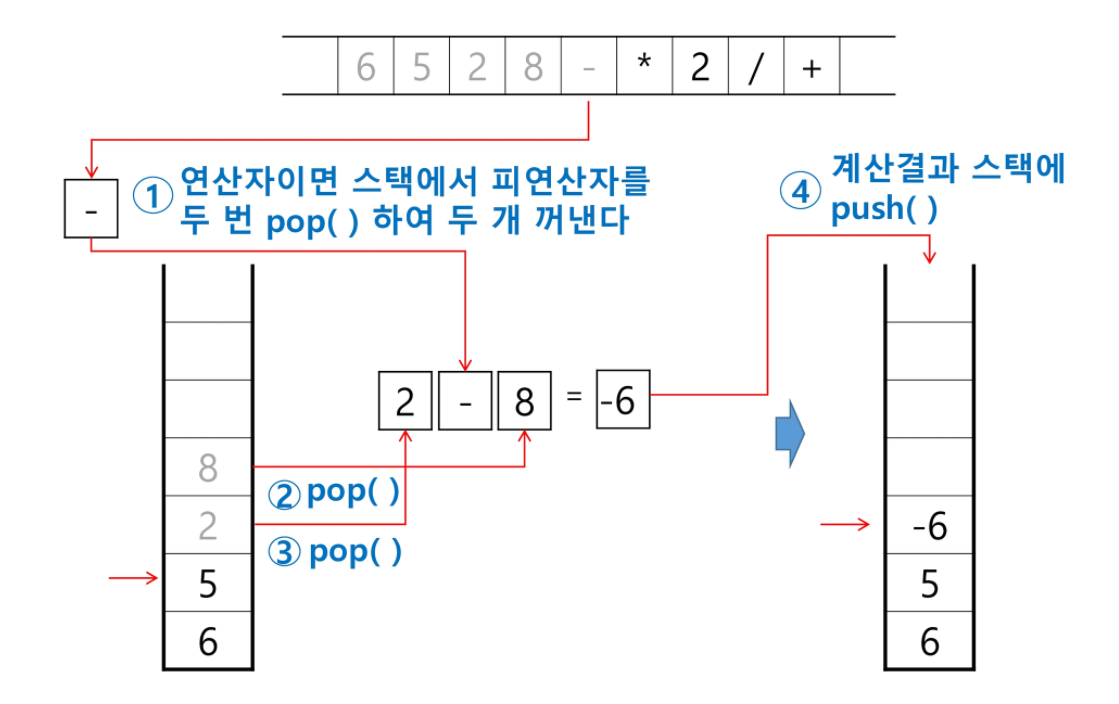 6 5 2 8 - * 2 / +
① 연산자이면 스택에서 피연산자를
두 번 pop( ) 하여 두 개 꺼낸다
-
④ 계산결과 스택에
push( )
2 - 8 = -6
8
② pop( )
2
③ pop( )
5
6
-6
5
6